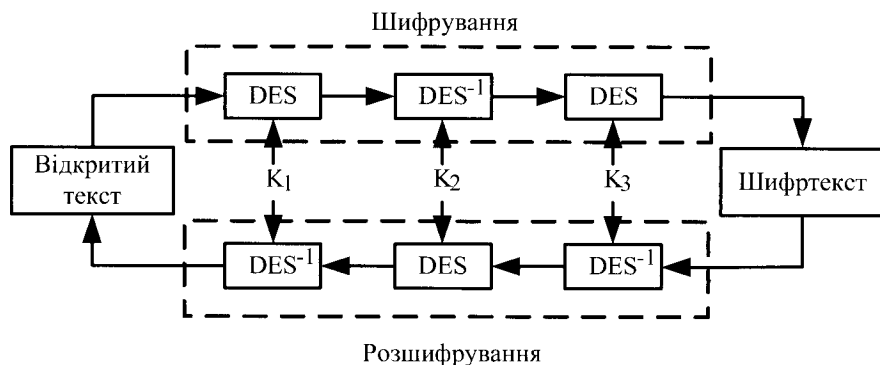 Шифрування
DES
DES-1
DES
Відкритий
текст
K1
K2
K3
Шифртекст
DES-1
DES
DES-1
Розшифрування